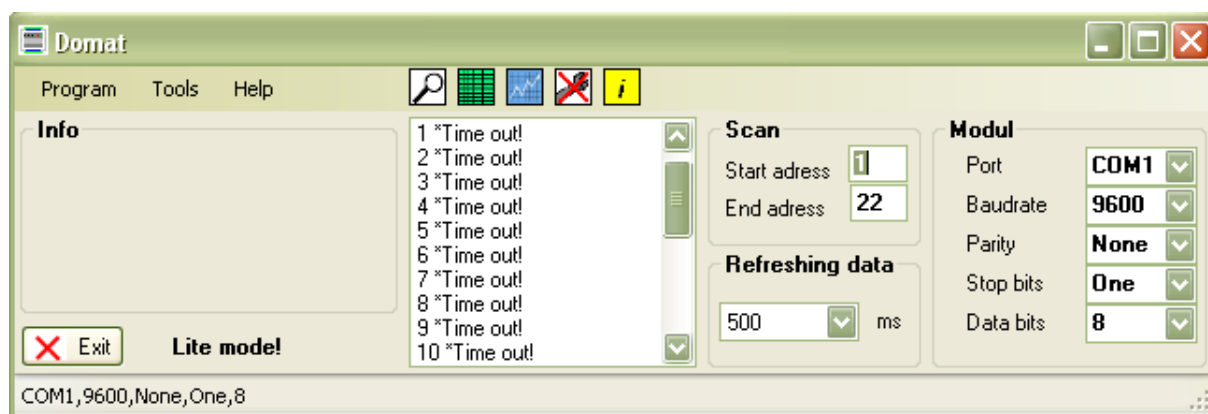 Domat
Program Tools Help
i
Info
1 *Time out!
2 *Time out!
3 *Time out!
4 *Time out!
5 *Time out!
6 *Time out!
7 *Time out!
8 *Time out!
9 *Time out!
10 *Time out!
Scan
Start adress 1
End adress 22
Refreshing data
500 ms
Modul
Port COM1
Baudrate 9600
Parity None
Stop bits One
Data bits 8
Exit Lite mode!
COM1,9600,None,One,8